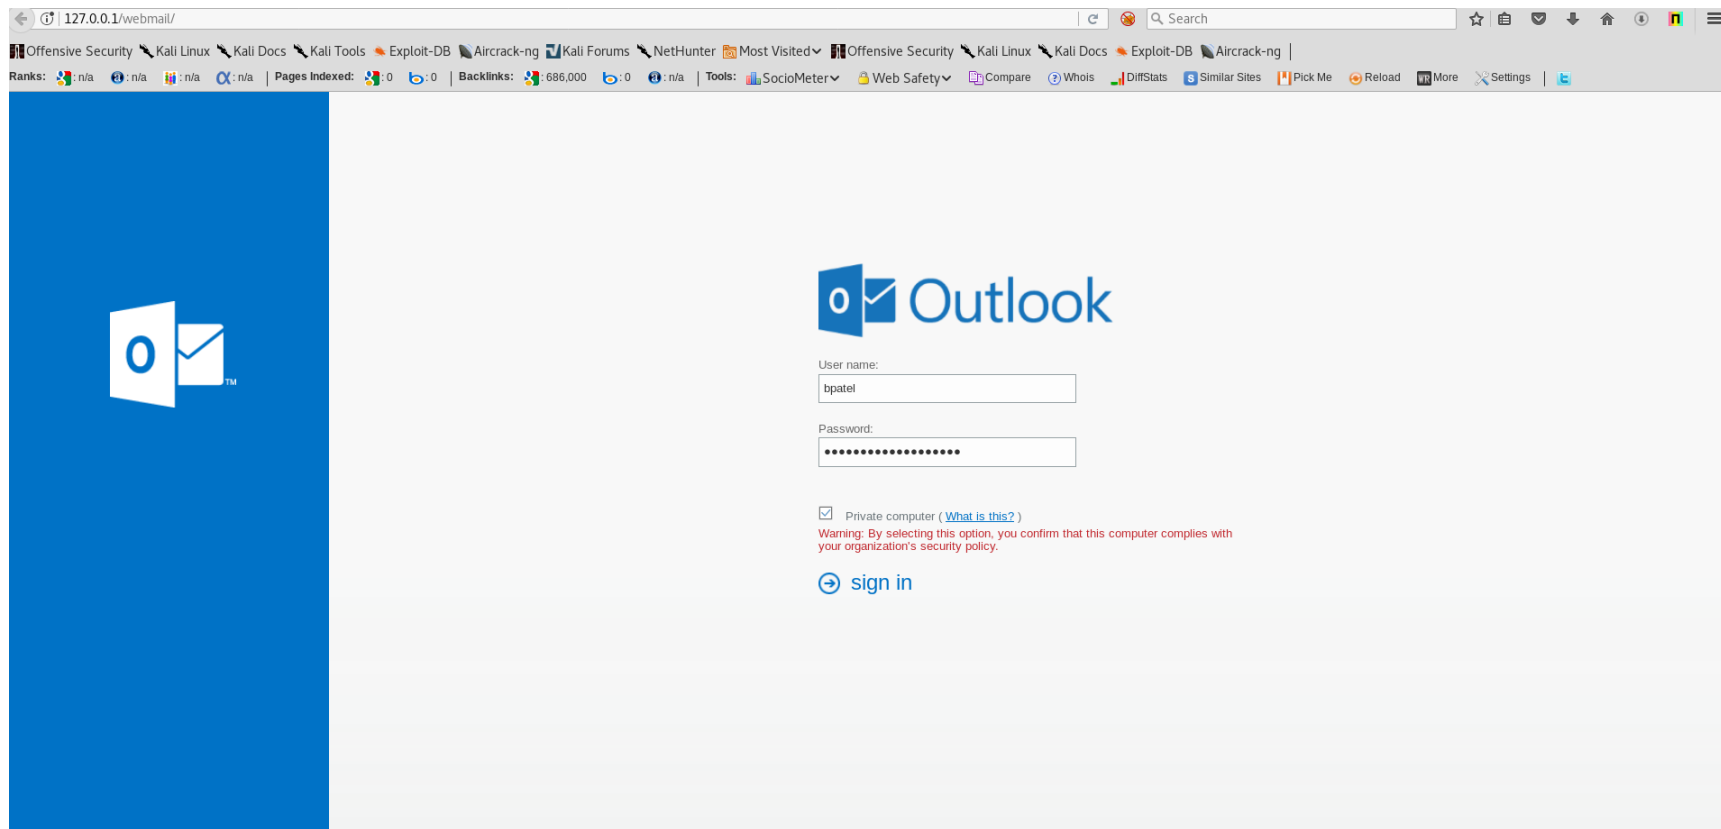 127.0.0.1/webmail/ Search
Offensive Security Kali Linux Kali Docs Kali Tools Exploit-DB Aircrack-ng Kali Forums NetHunter Most Visited Offensive Security Kali Linux Kali Docs Exploit-DB Aircrack-ng
Ranks: : n/a : n/a : n/a : n/a Pages Indexed: : 0 : 0 Backlinks: : 686,000 : 0 : n/a Tools: SocioMeter Web Safety Compare Whois DiffStats Similar Sites Pick Me Reload More Settings
Outlook
O TM
User name:
bpatel
Password:
•••••••••••••••••••
Private computer ( What is this? )
Warning: By selecting this option, you confirm that this computer complies with
your organization's security policy.
sign in